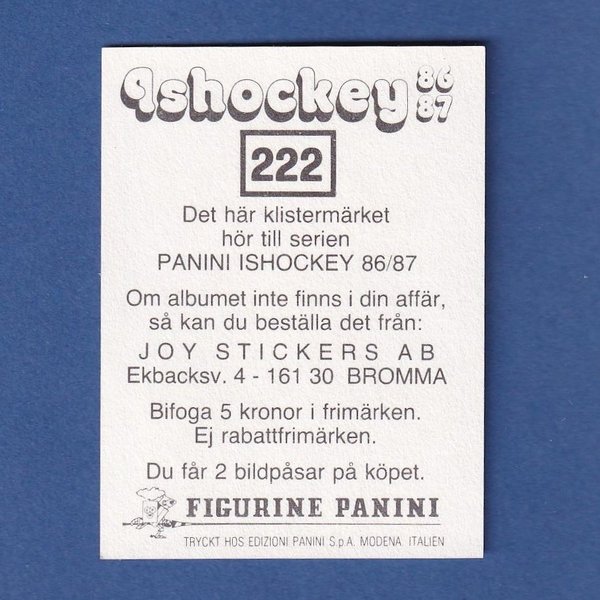 Ishockey 86
87
222
Det här klistermärket
hör till serien
PANINI ISHOCKEY 86/87
Om albumet inte finns i din affär,
så kan du beställa det från:
JOY STICKERS AB
Ekbacksv. 4 - 161 30 BROMMA
Bifoga 5 kronor i frimärken.
Ej rabattfrimärken.
Du får 2 bildpåsar på köpet.
FIGURINE PANINI
TRYCKT HOS EDIZIONI PANINI S.p.A. MODENA. ITALIEN